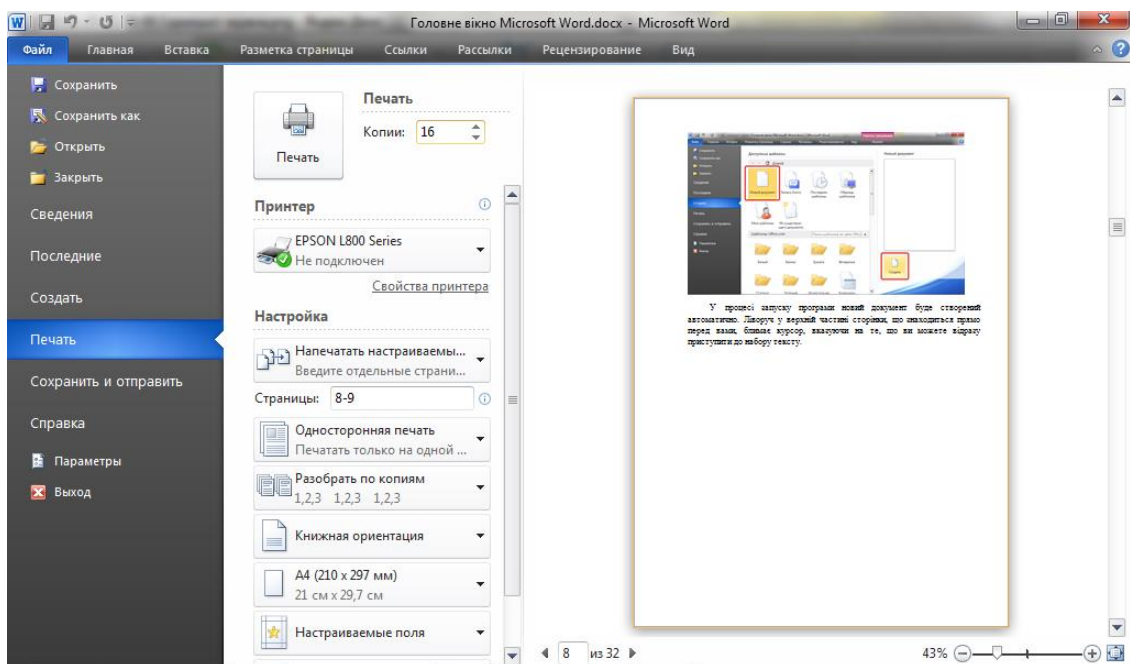 Головне вікно Microsoft Word.docx - Microsoft Word
Файл Главная Вставка Разметка страницы Ссылки Рассылки Рецензирование Вид
Сохранить
Сохранить как
Открыть
Закрыть
Сведения
Последние
Создать
Печать
Сохранить и отправить
Справка
Параметры
Выход
Печать
Печать
Копии: 16
Принтер
EPSON L800 Series
Не подключен
Свойства принтера
Настройка
Напечатать настраиваемы...
Введите отдельные страни...
Страницы: 8-9
Односторонняя печать
Печатать только на одной ...
Разобрать по копиям
1,2,3 1,2,3 1,2,3
Книжная ориентация
A4 (210 x 297 мм)
21 см x 29,7 см
Настраиваемые поля
У процесі запуску програми новий документ буде створений
автоматично. Ліворуч у верхній частині сторінки, що знаходиться прямо
перед вами, блимає курсор, вказуючи на те, що ви можете відразу
приступити до набору тексту.
8 из 32
43%